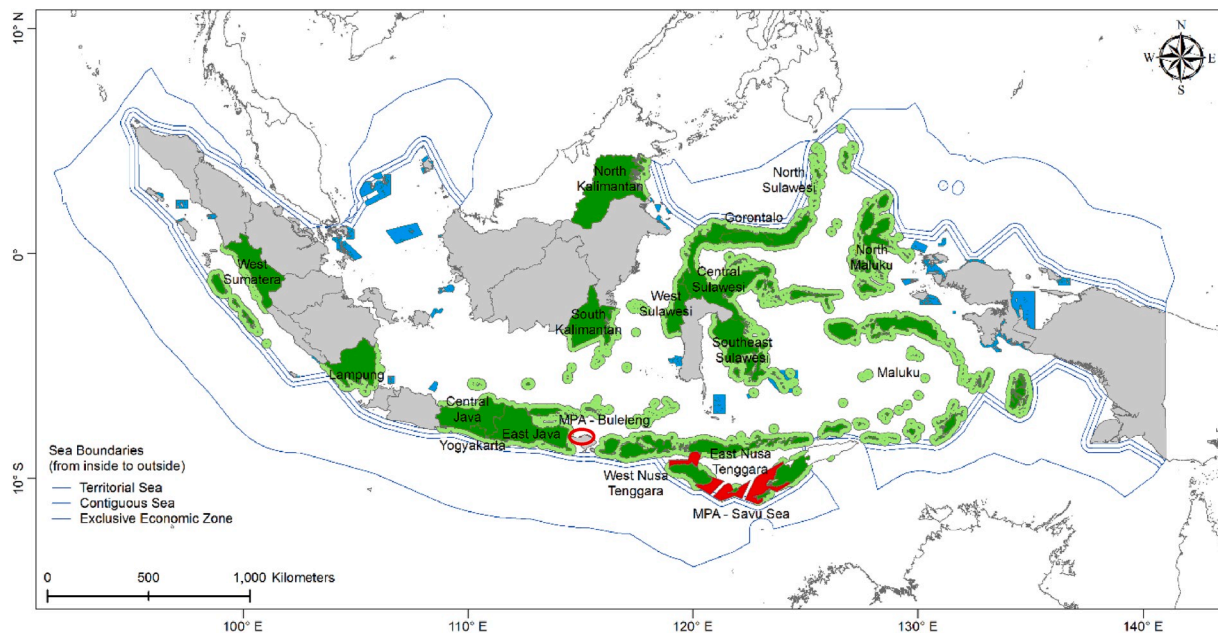 10° N
0°
10° S
N
W
E
S
North
Kalimantan
North
Sulawesi
Gorontalo
West
Sumatera
Central
Sulawesi
North
Maluku
West
Sulawesi
South
Kalimantan
Southeast
Sulawesi
Lampung
Maluku
Central
Java
MPA - Buleleng
East Java
Yogyakarta
East Nusa
Tenggara
West Nusa
Tenggara
MPA - Savu Sea
Sea Boundaries
(from inside to outside)
Territorial Sea
Contiguous Sea
Exclusive Economic Zone
0 500 1,000 Kilometers
100° E 110° E 120° E 130° E 140° E